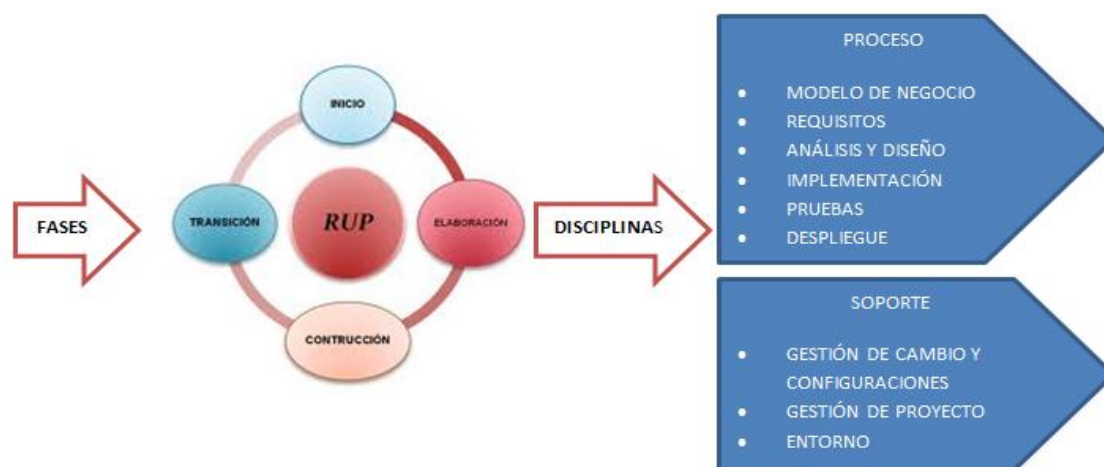 FASES
INICIO
TRANSICIÓN
RUP
ELABORACIÓN
CONTRUCCIÓN
DISCIPLINAS
PROCESO
• MODELO DE NEGOCIO
• REQUISITOS
• ANÁLISIS Y DISEÑO
• IMPLEMENTACIÓN
• PRUEBAS
• DESPLIEGUE
SOPORTE
• GESTIÓN DE CAMBIO Y
CONFIGURACIONES
• GESTIÓN DE PROYECTO
• ENTORNO